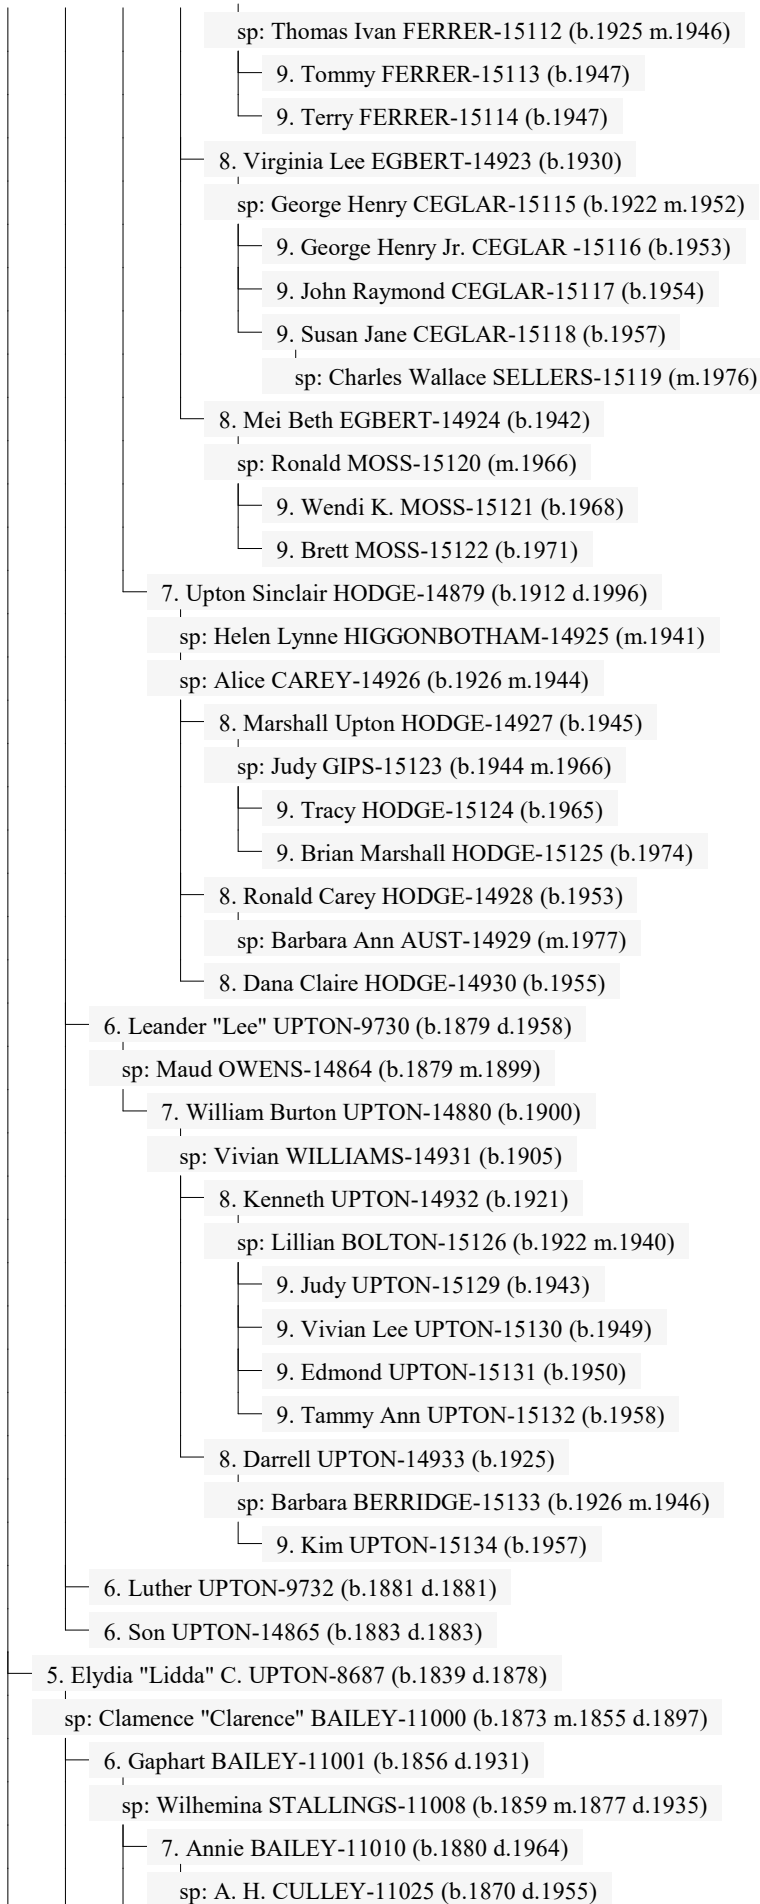 sp: Thomas Ivan FERRER-15112 (b.1925 m.1946)
9. Tommy FERRER-15113 (b.1947)
9. Terry FERRER-15114 (b.1947)
8. Virginia Lee EGBERT-14923 (b.1930)
sp: George Henry CEGLAR-15115 (b.1922 m.1952)
9. George Henry Jr. CEGLAR -15116 (b.1953)
9. John Raymond CEGLAR-15117 (b.1954)
9. Susan Jane CEGLAR-15118 (b.1957)
sp: Charles Wallace SELLERS-15119 (m.1976)
8. Mei Beth EGBERT-14924 (b.1942)
sp: Ronald MOSS-15120 (m.1966)
9. Wendi K. MOSS-15121 (b.1968)
9. Brett MOSS-15122 (b.1971)
7. Upton Sinclair HODGE-14879 (b.1912 d.1996)
sp: Helen Lynne HIGGONBOTHAM-14925 (m.1941)
sp: Alice CAREY-14926 (b.1926 m.1944)
8. Marshall Upton HODGE-14927 (b.1945)
sp: Judy GIPS-15123 (b.1944 m.1966)
9. Tracy HODGE-15124 (b.1965)
9. Brian Marshall HODGE-15125 (b.1974)
8. Ronald Carey HODGE-14928 (b.1953)
sp: Barbara Ann AUST-14929 (m.1977)
8. Dana Claire HODGE-14930 (b.1955)
6. Leander "Lee" UPTON-9730 (b.1879 d.1958)
sp: Maud OWENS-14864 (b.1879 m.1899)
7. William Burton UPTON-14880 (b.1900)
sp: Vivian WILLIAMS-14931 (b.1905)
8. Kenneth UPTON-14932 (b.1921)
sp: Lillian BOLTON-15126 (b.1922 m.1940)
9. Judy UPTON-15129 (b.1943)
9. Vivian Lee UPTON-15130 (b.1949)
9. Edmond UPTON-15131 (b.1950)
9. Tammy Ann UPTON-15132 (b.1958)
8. Darrell UPTON-14933 (b.1925)
sp: Barbara BERRIDGE-15133 (b.1926 m.1946)
9. Kim UPTON-15134 (b.1957)
6. Luther UPTON-9732 (b.1881 d.1881)
6. Son UPTON-14865 (b.1883 d.1883)
5. Elydia "Lidda" C. UPTON-8687 (b.1839 d.1878)
sp: Clamence "Clarence" BAILEY-11000 (b.1873 m.1855 d.1897)
6. Gaphart BAILEY-11001 (b.1856 d.1931)
sp: Wilhemina STALLINGS-11008 (b.1859 m.1877 d.1935)
7. Annie BAILEY-11010 (b.1880 d.1964)
sp: A. H. CULLEY-11025 (b.1870 d.1955)